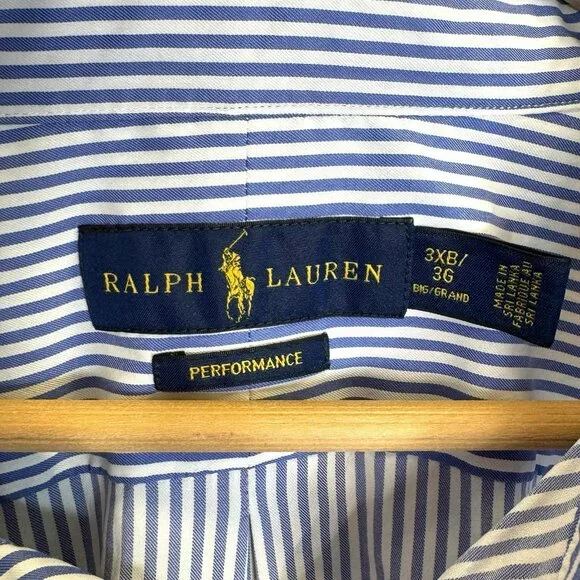 RALPH LAUREN
3XB/
3G
BIG/GRAND
MADE IN
SRI LANKA
FABRIQUE AU
SRI LANKA
PERFORMANCE